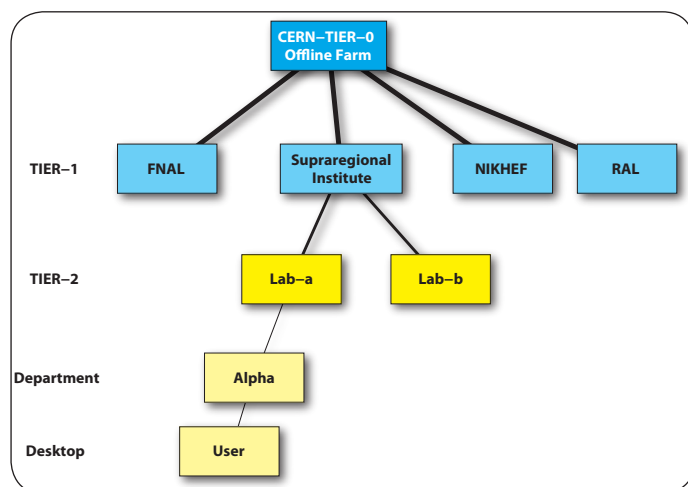 CERN–TIER–0
Offline Farm
TIER–1
FNAL
Supraregional
Institute
NIKHEF
RAL
TIER–2
Lab–a
Lab–b
Department
Alpha
Desktop
User